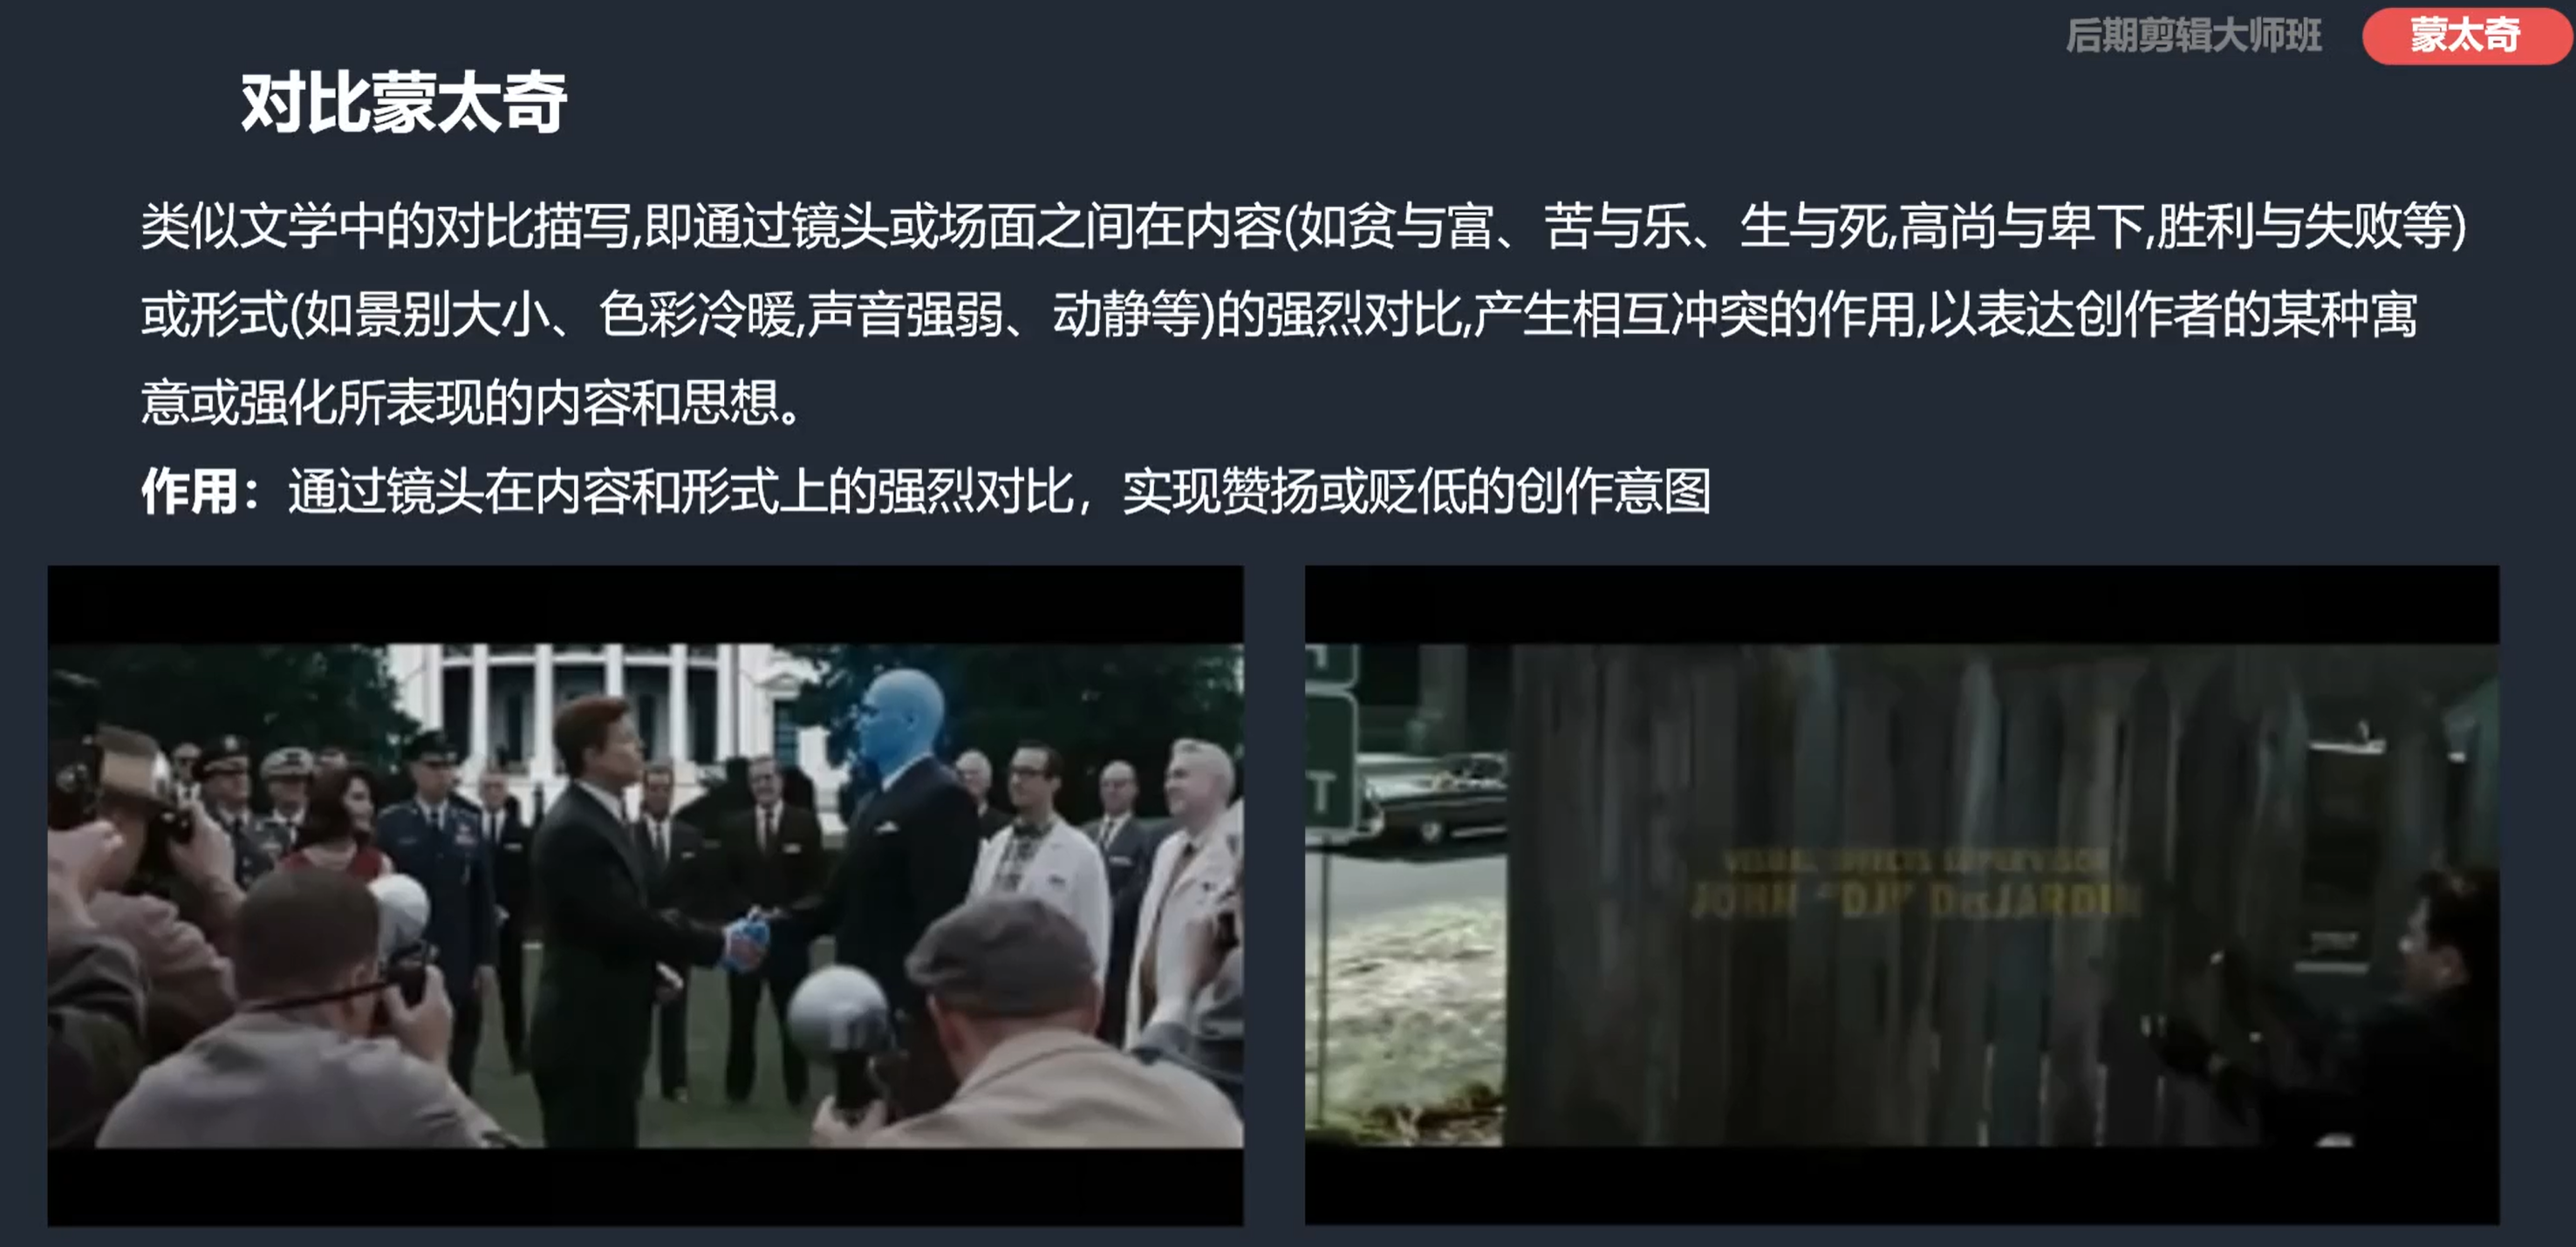 后期剪辑大师班
蒙太奇
对比蒙太奇
类似文学中的对比描写,即通过镜头或场面之间在内容(如贫与富、苦与乐、生与死,高尚与卑下,胜利与失败等)
或形式(如景别大小、色彩冷暖,声音强弱、动静等)的强烈对比,产生相互冲突的作用,以表达创作者的某种寓
意或强化所表现的内容和思想。
作用：通过镜头在内容和形式上的强烈对比，实现赞扬或贬低的创作意图
VISUAL EFFECTS SUPERVISOR
JOHN "DJ" DesJARDIN